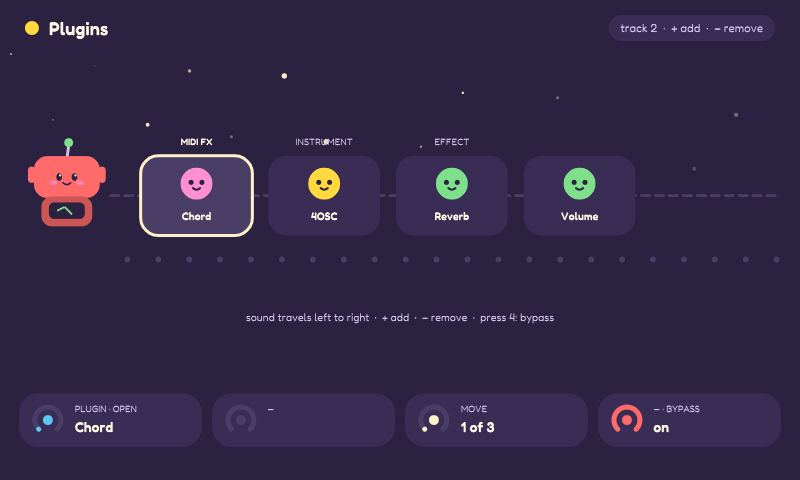 Plugins
track 2 · + add · – remove
MIDI FX
INSTRUMENT
EFFECT
Chord
4OSC
Reverb
Volume
sound travels left to right · + add · – remove · press 4: bypass
PLUGIN · OPEN
Chord
–
MOVE
1 of 3
– · BYPASS
on